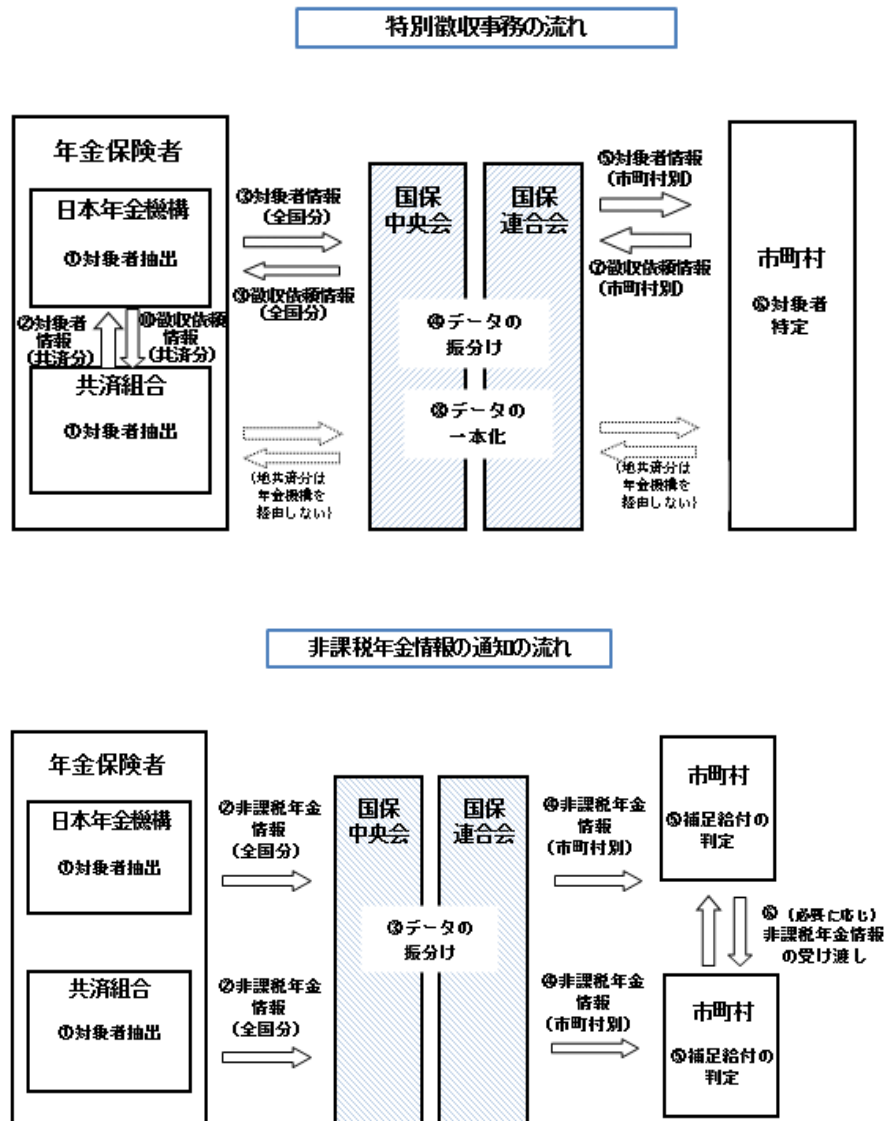 特別徴収事務の流れ
年金保険者
日本年金機構
①対象者抽出
②対象者
情報
(共済分)
⑩徴収依頼
情報
(共済分)
共済組合
①対象者抽出
③対象者情報
(全国分)
⑨徴収依頼情報
(全国分)
(地共済分は
年金機構を
経由しない)
国保
中央会
国保
連合会
④データの
振分け
⑧データの
一本化
⑤対象者情報
(市町村別)
⑦徴収依頼情報
(市町村別)
(地共済分は
年金機構を
経由しない)
市町村
⑥対象者
特定
非課税年金情報の通知の流れ
年金保険者
日本年金機構
①対象者抽出
共済組合
①対象者抽出
②非課税年金
情報
(全国分)
②非課税年金
情報
(全国分)
国保
中央会
国保
連合会
③データの
振分け
④非課税年金
情報
(市町村別)
④非課税年金
情報
(市町村別)
市町村
⑤補足給付の
判定
⑥(必要に応じ)
非課税年金情報
の受け渡し
市町村
⑤補足給付の
判定